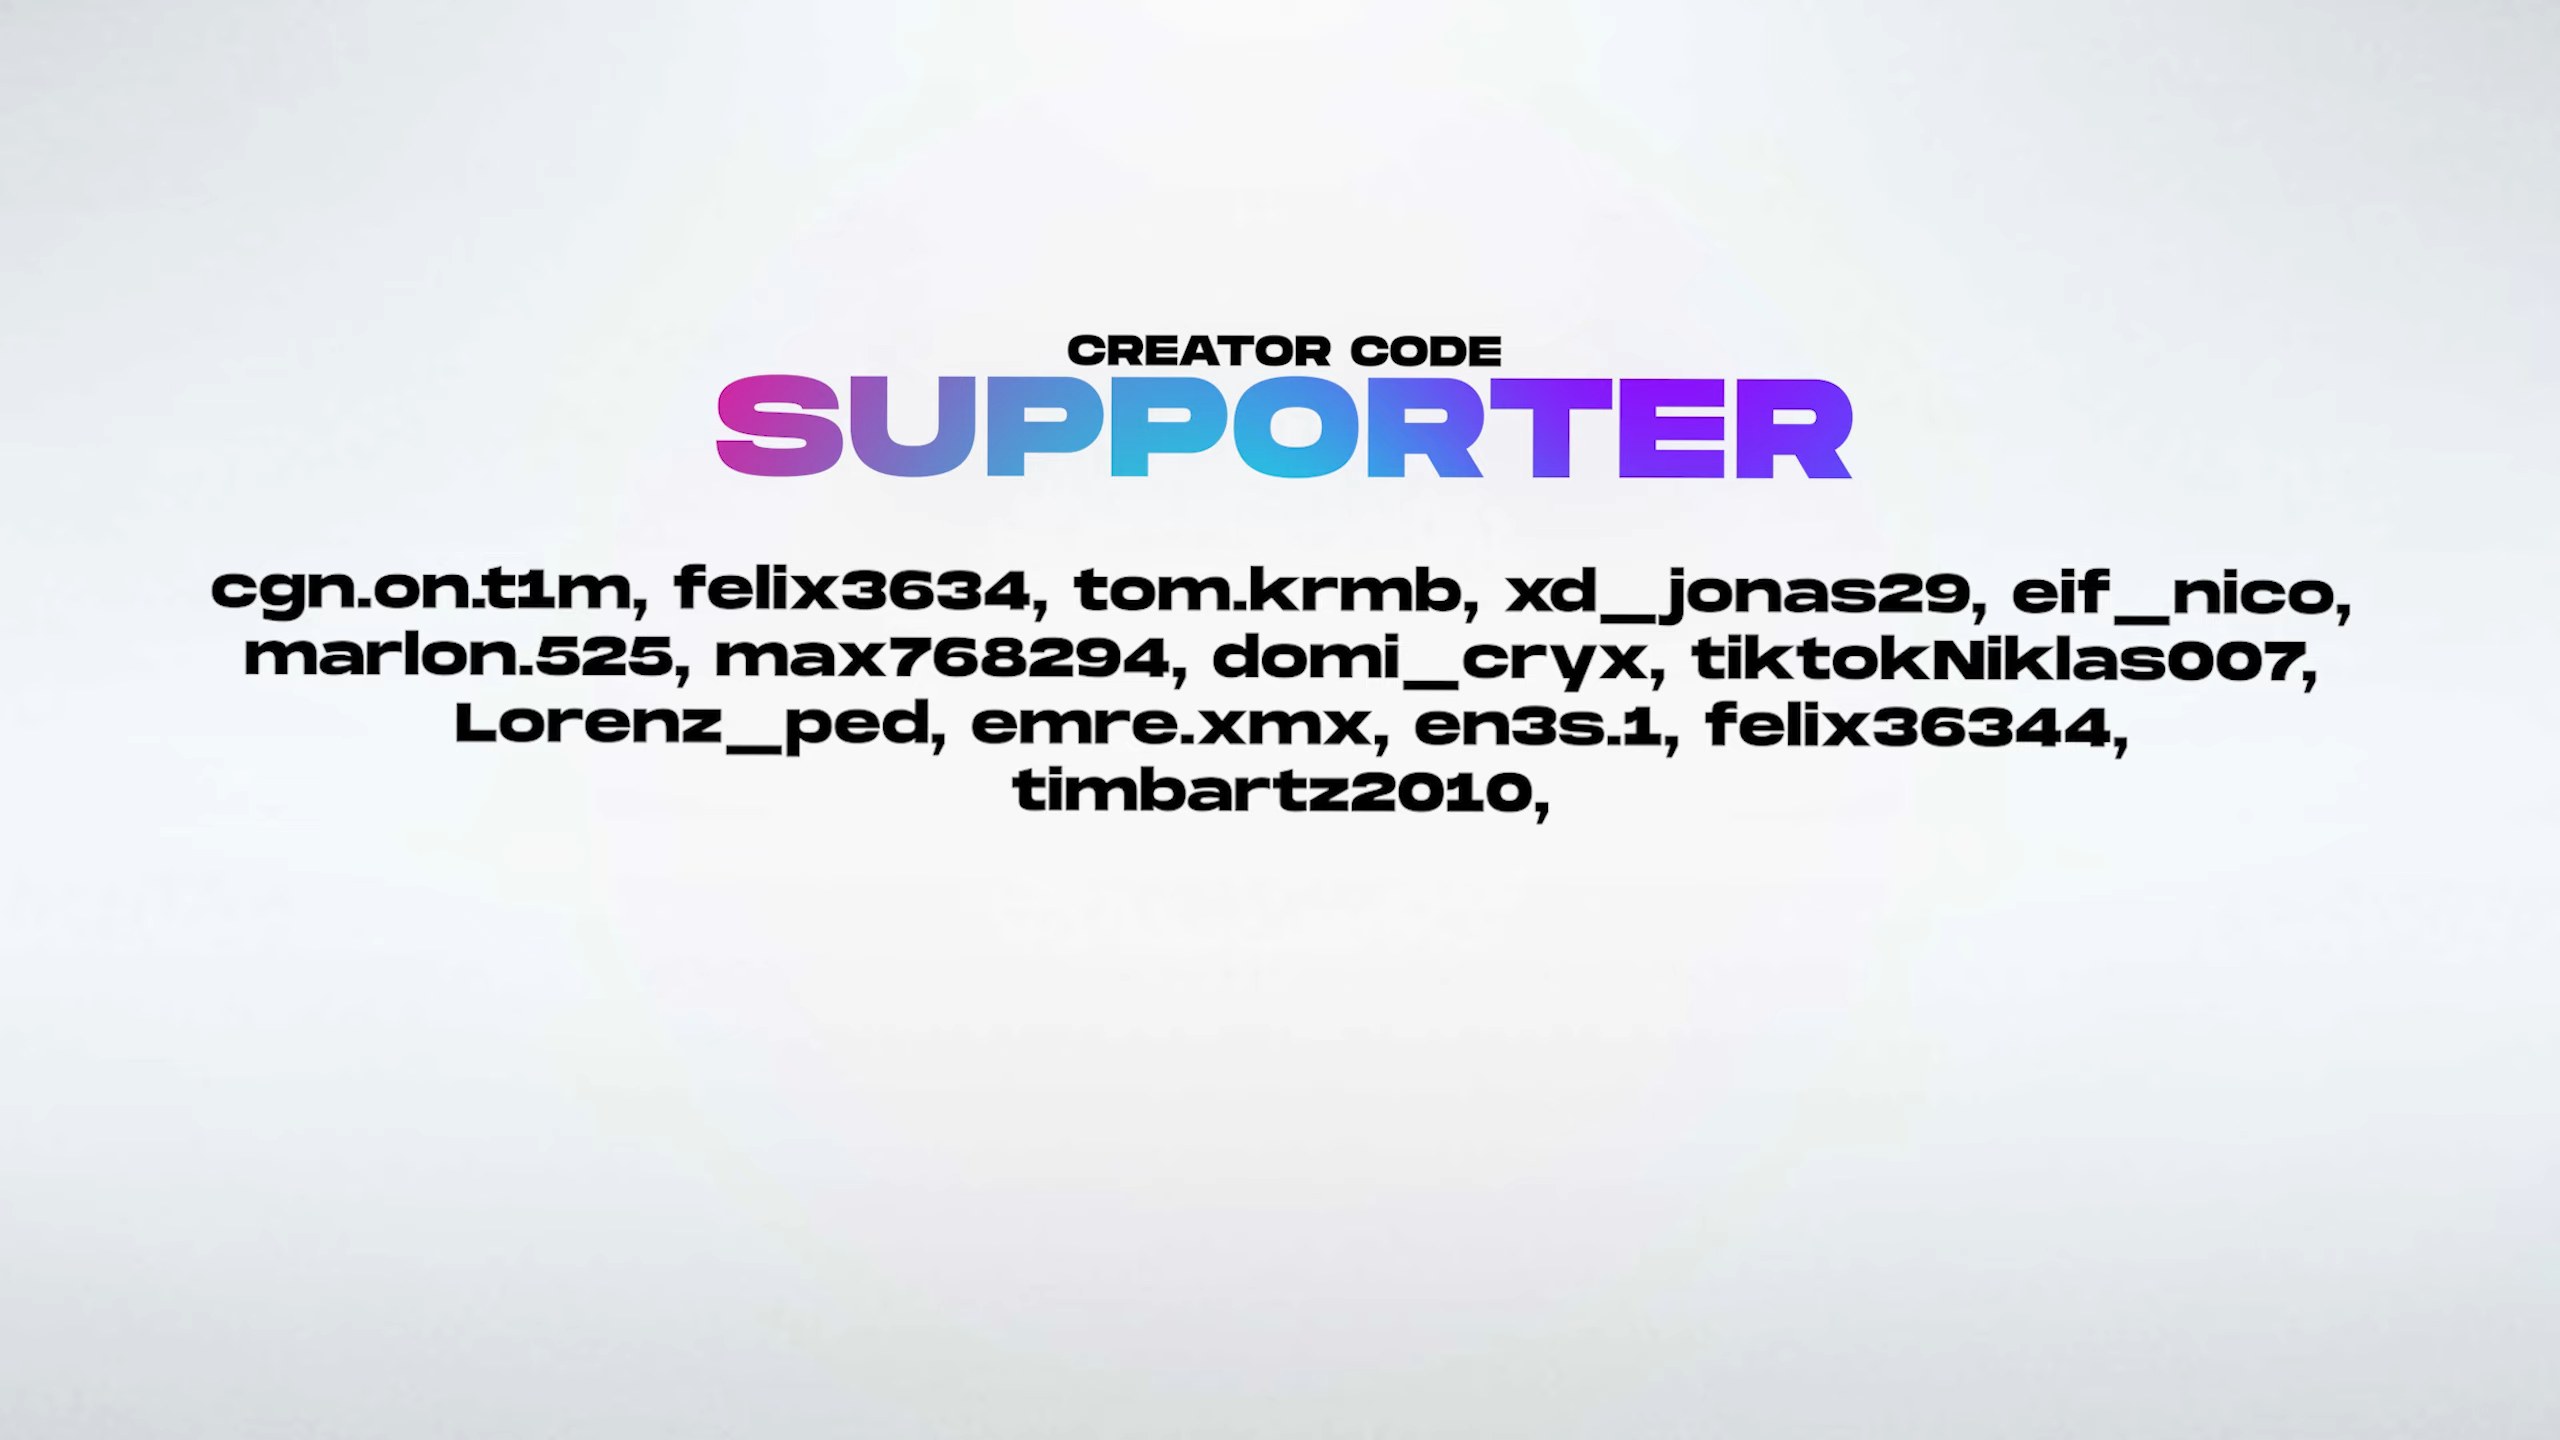 CREATOR CODE
SUPPORTER
cgn.on.t1m, felix3634, tom.krmb, xd_jonas29, eif_nico,
marlon.525, max768294, domi_cryx, tiktokNiklas007,
Lorenz_ped, emre.xmx, en3s.1, felix36344,
timbartz2010,